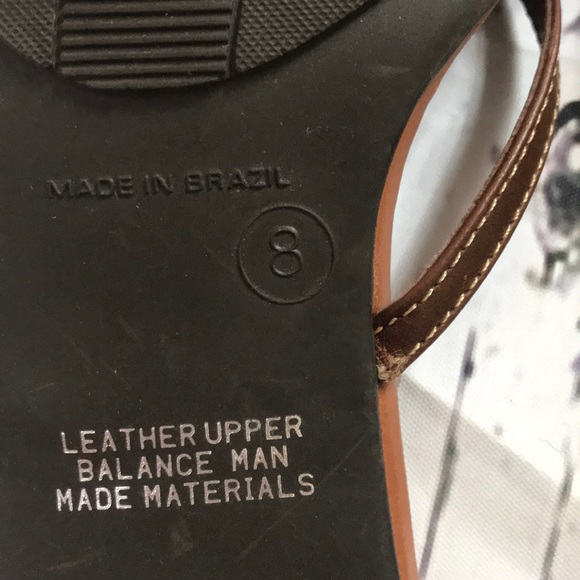 MADE IN BRAZIL
8
LEATHER UPPER
BALANCE MAN
MADE MATERIALS